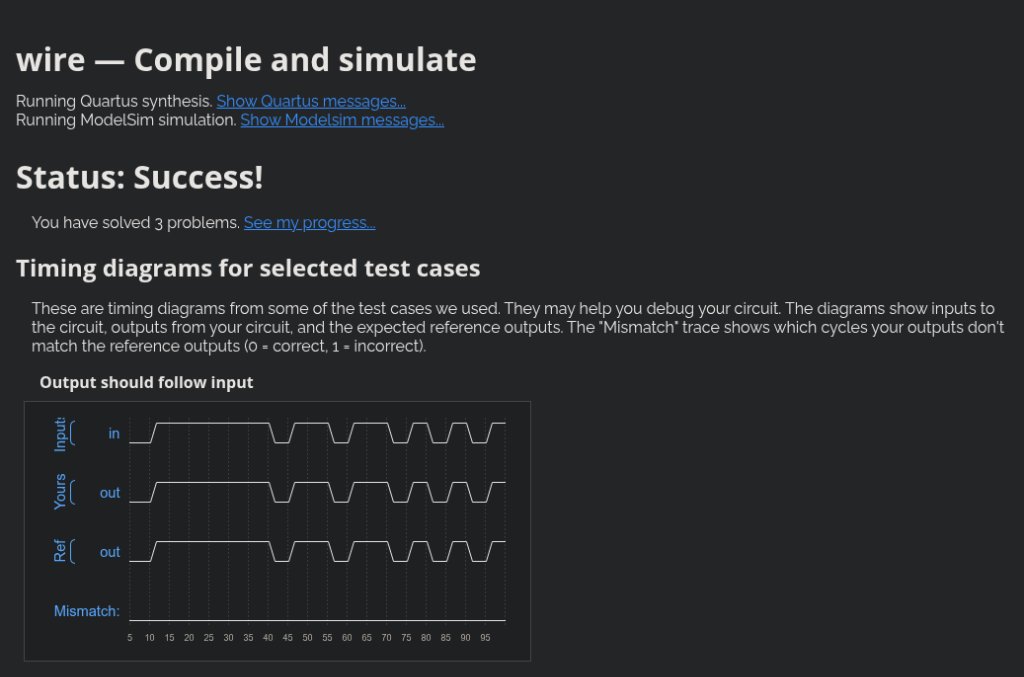 wire — Compile and simulate
Running Quartus synthesis. Show Quartus messages...
Running ModelSim simulation. Show Modelsim messages...
Status: Success!
You have solved 3 problems. See my progress...
Timing diagrams for selected test cases
These are timing diagrams from some of the test cases we used. They may help you debug your circuit. The diagrams show inputs to
the circuit, outputs from your circuit, and the expected reference outputs. The "Mismatch" trace shows which cycles your outputs don't
match the reference outputs (0 = correct, 1 = incorrect).
Output should follow input
Inputs
in
Yours
out
Ref
out
Mismatch:
5 10 15 20 25 30 35 40 45 50 55 60 65 70 75 80 85 90 95